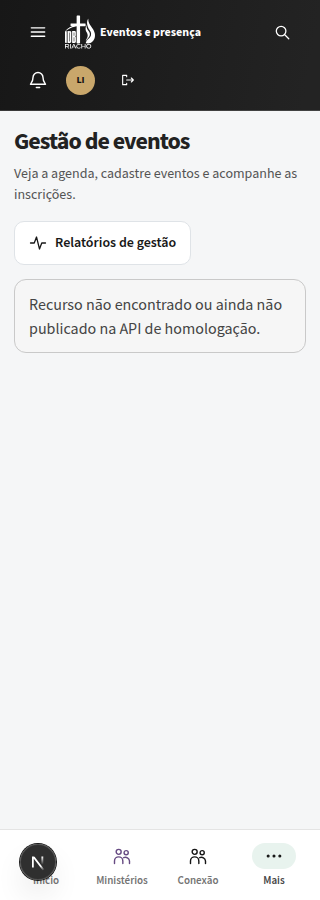 IDB
RIACHO
Eventos e presença
LI
Gestão de eventos
Veja a agenda, cadastre eventos e acompanhe as
inscrições.
Relatórios de gestão
Recurso não encontrado ou ainda não
publicado na API de homologação.
N
Início
Ministérios
Conexão
Mais